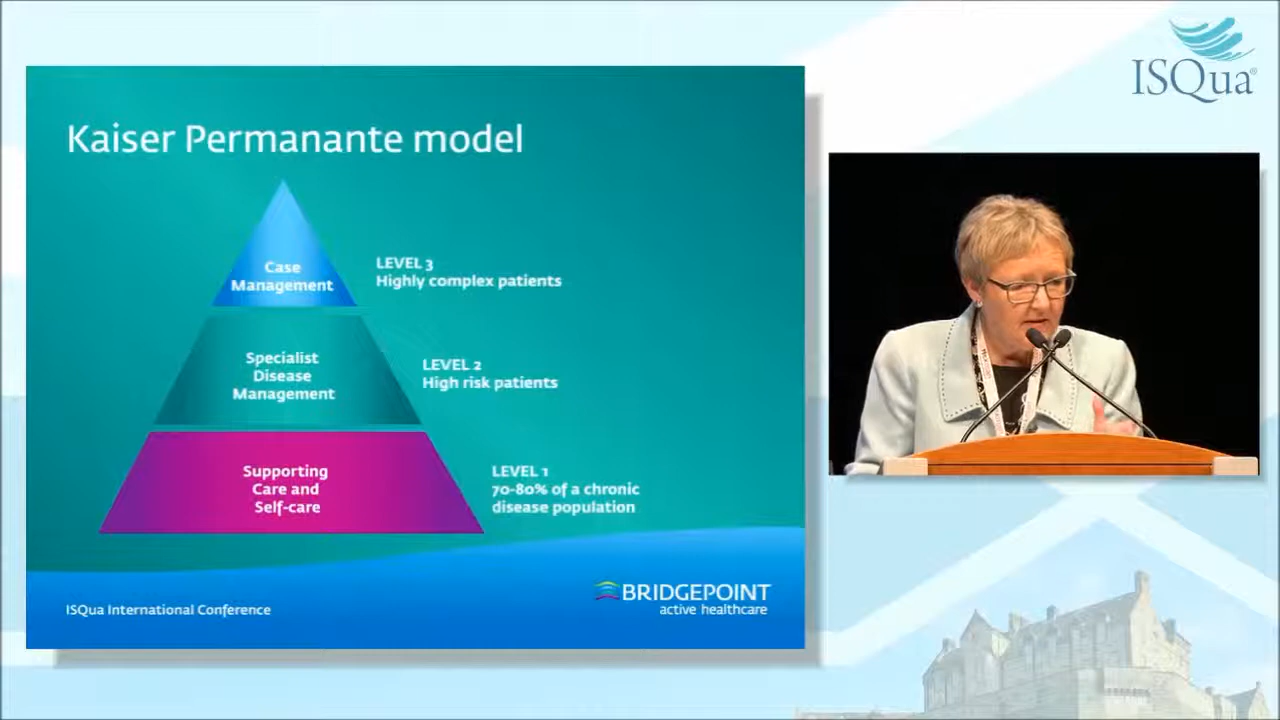 ISQua®
Kaiser Permanante model
Case
Management
LEVEL 3
Highly complex patients
Specialist
Disease
Management
LEVEL 2
High risk patients
Supporting
Care and
Self-care
LEVEL 1
70-80% of a chronic
disease population
ISQua International Conference
BRIDGEPOINT
active healthcare